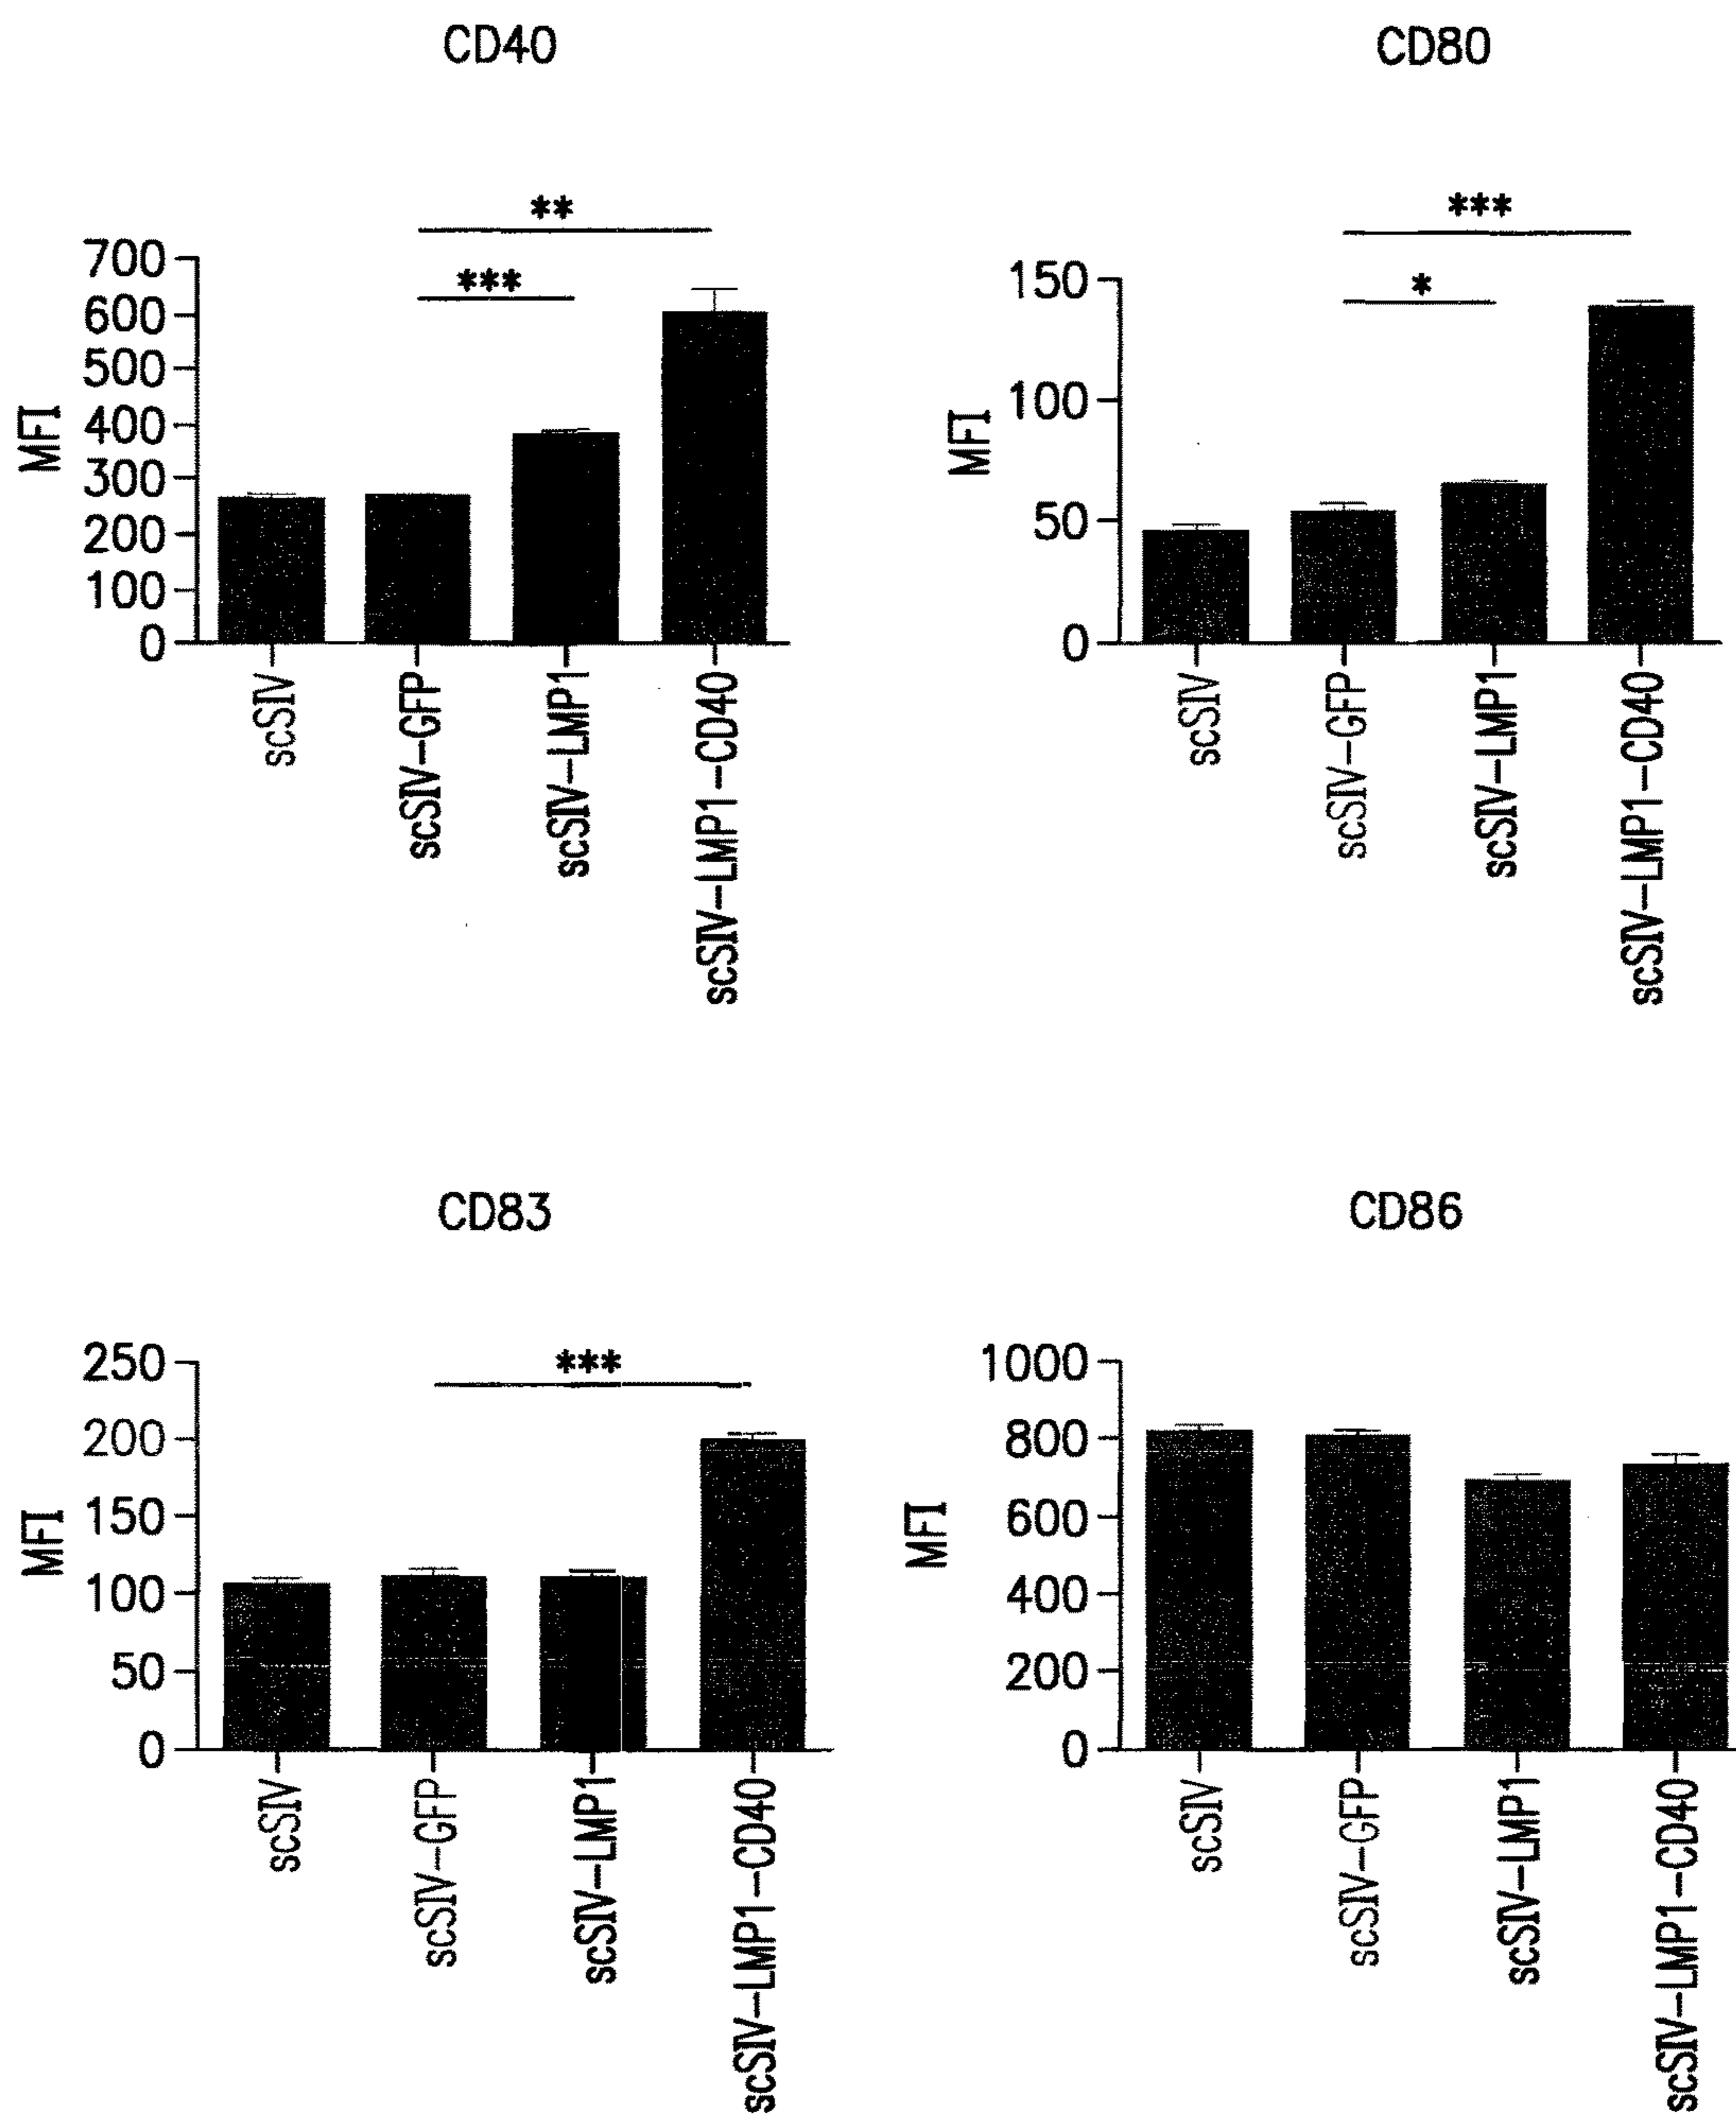 CD40
**
***
700
600
500
400
300
200
100
0
MFI
scSIV
scSIV-GFP
scSIV-LMP1
scSIV-LMP1-CD40
CD80
***
*
150
100
50
0
MFI
scSIV
scSIV-GFP
scSIV-LMP1
scSIV-LMP1-CD40
CD83
***
250
200
150
100
50
0
MFI
scSIV
scSIV-GFP
scSIV-LMP1
scSIV-LMP1-CD40
CD86
1000
800
600
400
200
0
MFI
scSIV
scSIV-GFP
scSIV-LMP1
scSIV-LMP1-CD40